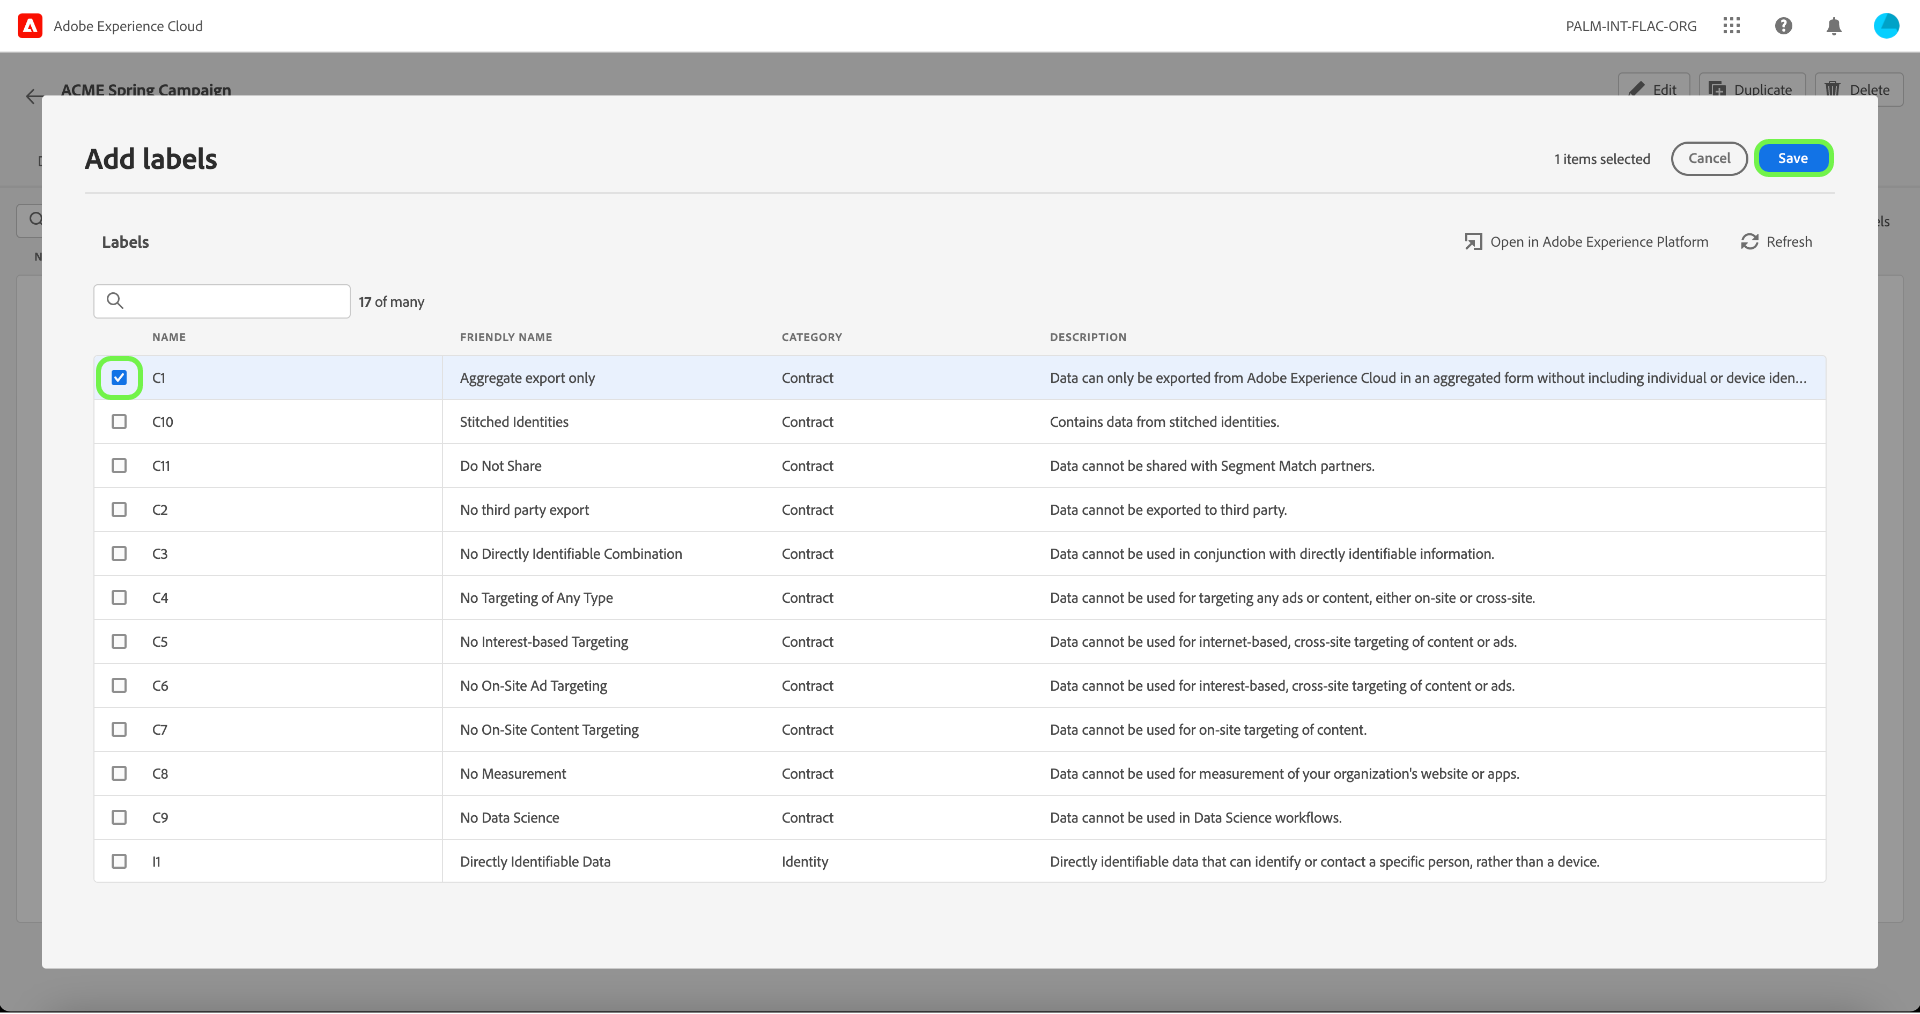 Adobe Experience Cloud
PALM-INT-FLAC-ORG
ACME Spring Campaign
Edit
Duplicate
Delete
Add labels
1 items selected
Cancel
Save
Labels
Open in Adobe Experience Platform
Refresh
17 of many
NAME FRIENDLY NAME CATEGORY DESCRIPTION
C1 Aggregate export only Contract Data can only be exported from Adobe Experience Cloud in an aggregated form without including individual or device iden...
C10 Stitched Identities Contract Contains data from stitched identities.
C11 Do Not Share Contract Data cannot be shared with Segment Match partners.
C2 No third party export Contract Data cannot be exported to third party.
C3 No Directly Identifiable Combination Contract Data cannot be used in conjunction with directly identifiable information.
C4 No Targeting of Any Type Contract Data cannot be used for targeting any ads or content, either on-site or cross-site.
C5 No Interest-based Targeting Contract Data cannot be used for internet-based, cross-site targeting of content or ads.
C6 No On-Site Ad Targeting Contract Data cannot be used for interest-based, cross-site targeting of content or ads.
C7 No On-Site Content Targeting Contract Data cannot be used for on-site targeting of content.
C8 No Measurement Contract Data cannot be used for measurement of your organization's website or apps.
C9 No Data Science Contract Data cannot be used in Data Science workflows.
I1 Directly Identifiable Data Identity Directly identifiable data that can identify or contact a specific person, rather than a device.